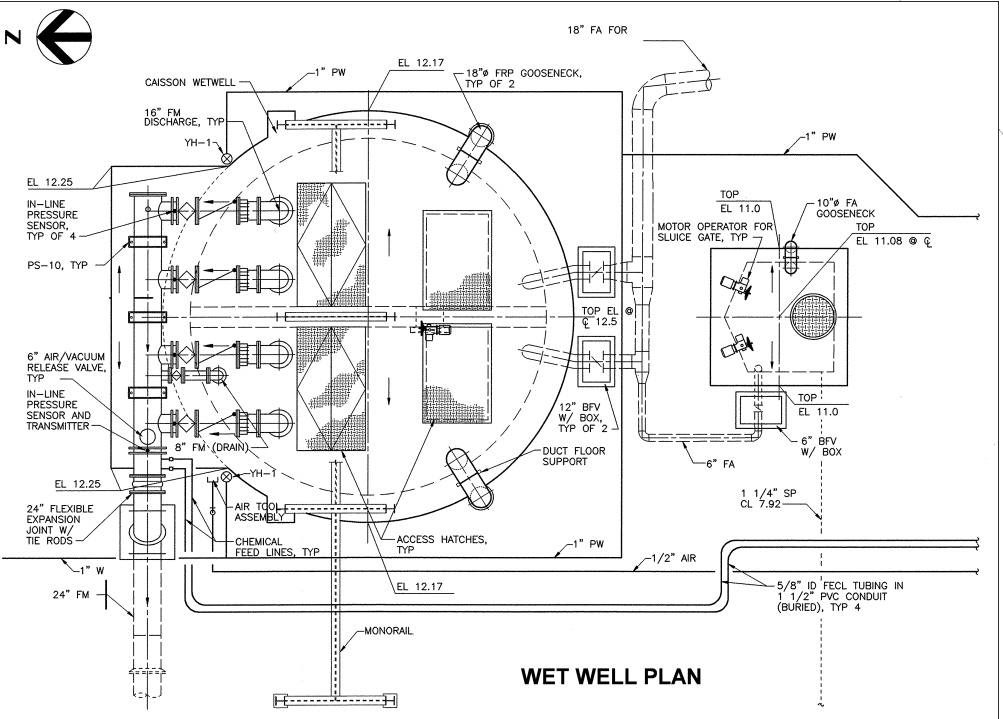 N
18" FA FOR
1" PW
EL 12.17
18"ø FRP GOOSENECK,
TYP OF 2
CAISSON WETWELL
16" FM
DISCHARGE, TYP
YH-1
1" PW
EL 12.25
IN-LINE
PRESSURE
SENSOR,
TYP OF 4
PS-10, TYP
TOP
EL 11.0
10"ø FA
GOOSENECK
MOTOR OPERATOR FOR
SLUICE GATE, TYP
TOP
EL 11.08 @ ℄
TOP EL @
℄ 12.5
6" AIR/VACUUM
RELEASE VALVE,
TYP
IN-LINE
PRESSURE
SENSOR AND
TRANSMITTER
12" BFV
W/ BOX,
TYP OF 2
TOP
EL 11.0
8" FM (DRAIN)
DUCT FLOOR
SUPPORT
6" BFV
W/ BOX
6" FA
YH-1
EL 12.25
AIR TOOL
ASSEMBLY
1 1/4" SP
CL 7.92
24" FLEXIBLE
EXPANSION
JOINT W/
TIE RODS
CHEMICAL
FEED LINES, TYP
ACCESS HATCHES,
TYP
1" PW
1/2" AIR
1" W
24" FM
EL 12.17
5/8" ID FECL TUBING IN
1 1/2" PVC CONDUIT
(BURIED), TYP 4
MONORAIL
WET WELL PLAN